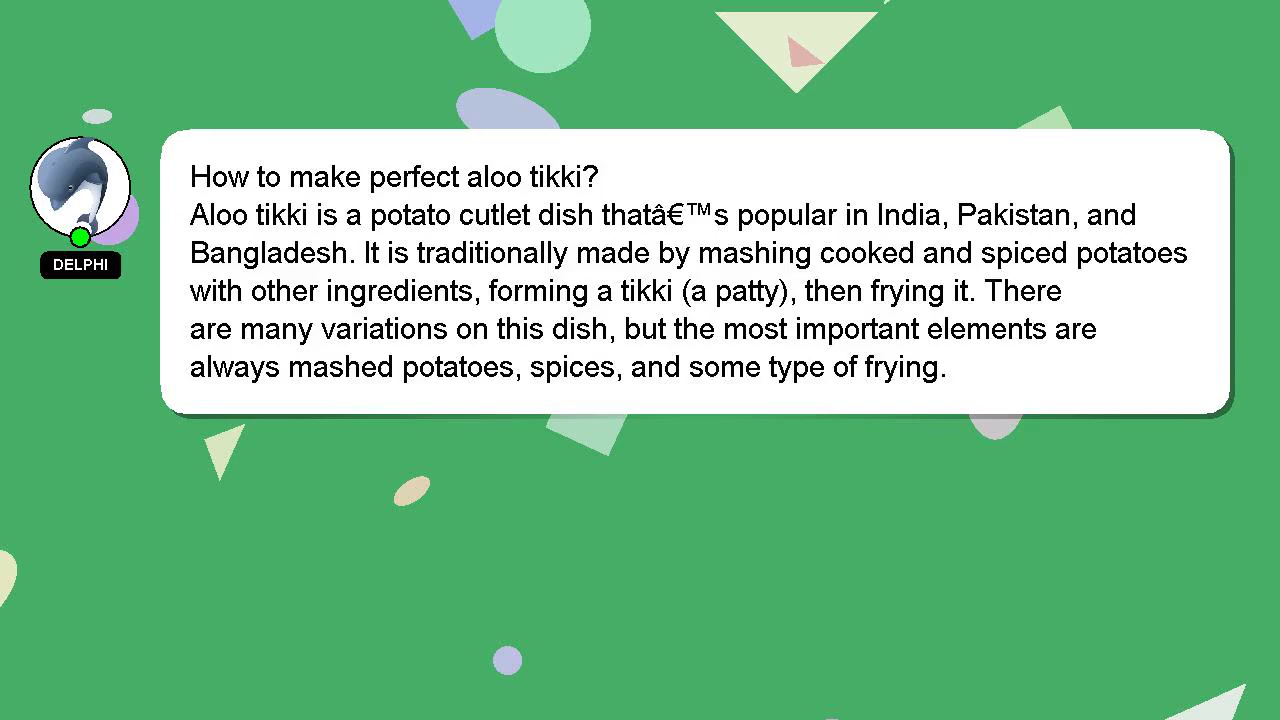 How to make perfect aloo tikki?
Aloo tikki is a potato cutlet dish thatâ€™s popular in India, Pakistan, and
Bangladesh. It is traditionally made by mashing cooked and spiced potatoes
with other ingredients, forming a tikki (a patty), then frying it. There
are many variations on this dish, but the most important elements are
always mashed potatoes, spices, and some type of frying.
DELPHI